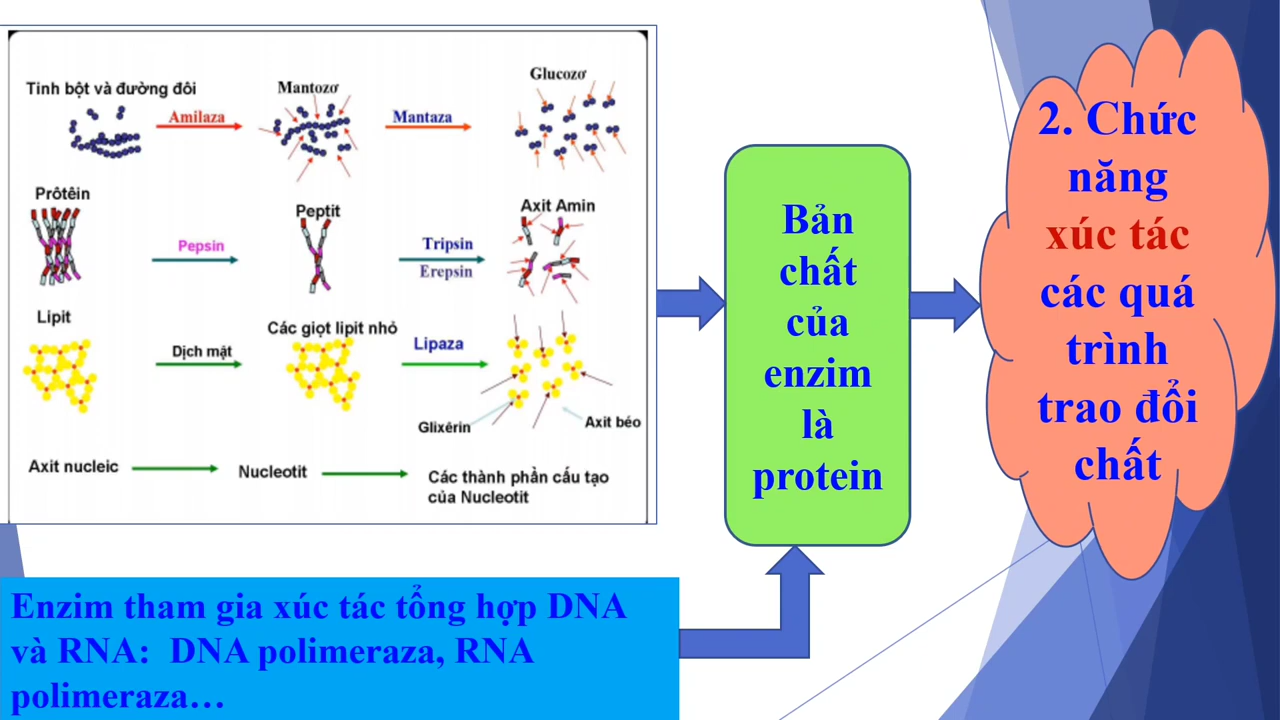 Tinh bột và đường đôi
Amilaza
Mantozơ
Mantaza
Glucozơ
Prôtêin
Pepsin
Peptit
Tripsin
Erepsin
Axit Amin
Lipit
Dịch mật
Các giọt lipit nhỏ
Lipaza
Glixêrin
Axit béo
Axit nucleic
Nucleotit
Các thành phần cấu tạo
của Nucleotit
Bản
chất
của
enzim
là
protein
2. Chức
năng
xúc tác
các quá
trình
trao đổi
chất
Enzim tham gia xúc tác tổng hợp DNA
và RNA: DNA polimeraza, RNA
polimeraza…